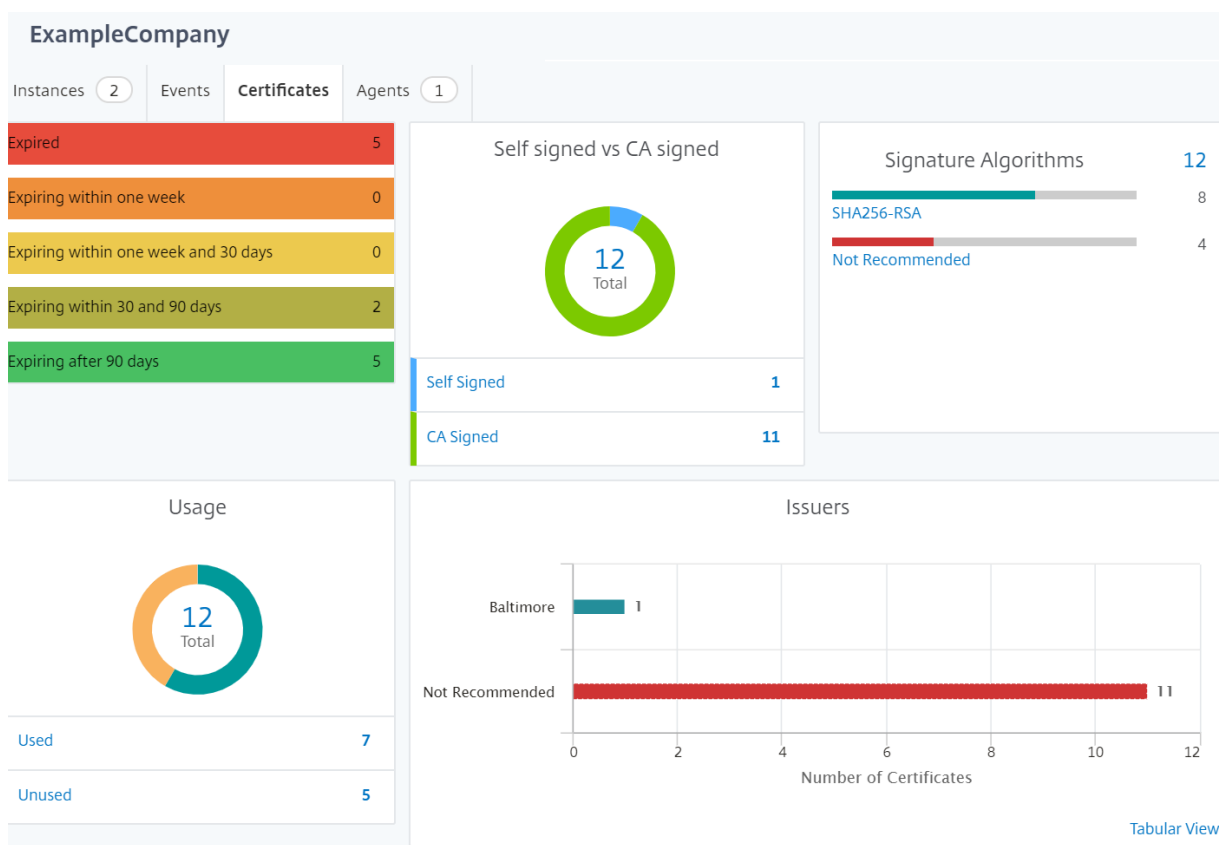 ExampleCompany
Instances 2 Events Certificates Agents 1
Expired 5
Expiring within one week 0
Expiring within one week and 30 days 0
Expiring within 30 and 90 days 2
Expiring after 90 days 5
Self signed vs CA signed
12
Total
Self Signed 1
CA Signed 11
Signature Algorithms 12
8
SHA256-RSA
4
Not Recommended
Usage
12
Total
Used 7
Unused 5
Issuers
Baltimore 1
Not Recommended 11
0 2 4 6 8 10 12
Number of Certificates
Tabular View